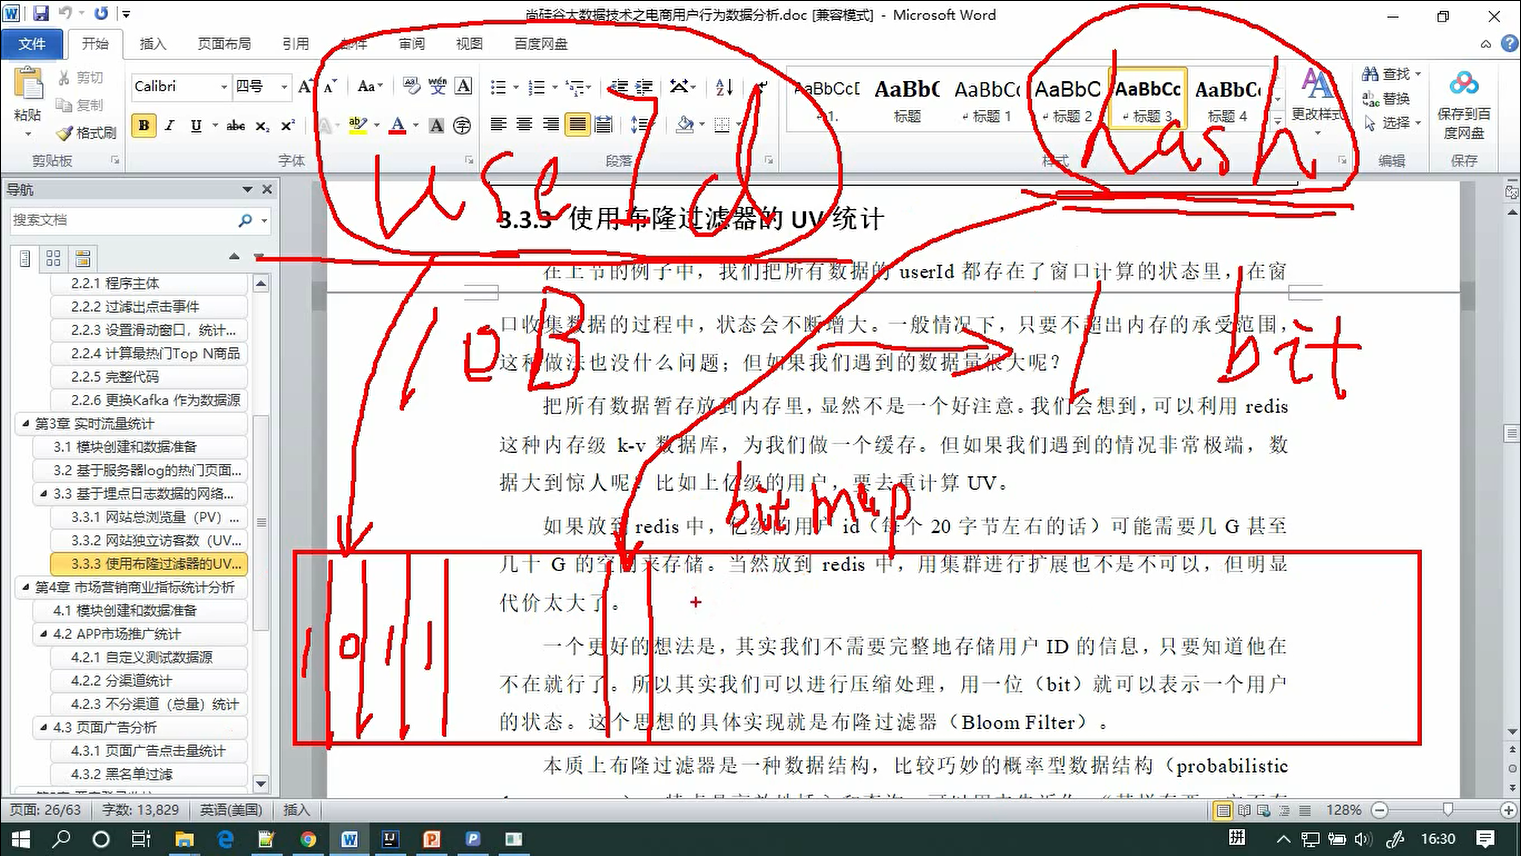 尚硅谷大数据技术之电商用户行为数据分析.doc [兼容模式] - Microsoft Word
文件 开始 插入 页面布局 引用 邮件 审阅 视图 百度网盘
粘贴 剪切 复制 格式刷 剪贴板
Calibri 四号 字体
段落
AaBbCcD AaBbC AaBbC AaBbC AaBbCc AaBbC
标题 标题 1 标题 2 标题 3 标题 4
样式
更改样式
查找 替换 选择 编辑
保存到百度网盘 保存
useId
hash
导航
搜索文档
2.2.1 程序主体
2.2.2 过滤出点击事件
2.2.3 设置滑动窗口，统计...
2.2.4 计算最热门Top N商品
2.2.5 完整代码
2.2.6 更换Kafka 作为数据源
第3章 实时流量统计
3.1 模块创建和数据准备
3.2 基于服务器log的热门页面...
3.3 基于埋点日志数据的网络...
3.3.1 网站总浏览量（PV）...
3.3.2 网站独立访客数（UV...
3.3.3 使用布隆过滤器的UV...
第4章 市场营销商业指标统计分析
4.1 模块创建和数据准备
4.2 APP市场推广统计
4.2.1 自定义测试数据源
4.2.2 分渠道统计
4.2.3 不分渠道（总量）统计
4.3 页面广告分析
4.3.1 页面广告点击量统计
4.3.2 黑名单过滤
3.3.3 使用布隆过滤器的 UV 统计
在上节的例子中，我们把所有数据的 userId 都存在了窗口计算的状态里，在窗
口收集数据的过程中，状态会不断增大。一般情况下，只要不超出内存的承受范围，
这种做法也没什么问题；但如果我们遇到的数据量很大呢？
10B
1 bit
把所有数据暂存放到内存里，显然不是一个好注意。我们会想到，可以利用 redis
这种内存级 k-v 数据库，为我们做一个缓存。但如果我们遇到的情况非常极端，数
据大到惊人呢？比如上亿级的用户，要去重计算 UV。
bit map
如果放到 redis 中，亿级的用户 id（每个 20 字节左右的话）可能需要几 G 甚至
几十 G 的空间来存储。当然放到 redis 中，用集群进行扩展也不是不可以，但明显
代价太大了。
1 0 1 1
一个更好的想法是，其实我们不需要完整地存储用户 ID 的信息，只要知道他在
不在就行了。所以其实我们可以进行压缩处理，用一位（bit）就可以表示一个用户
的状态。这个思想的具体实现就是布隆过滤器（Bloom Filter）。
本质上布隆过滤器是一种数据结构，比较巧妙的概率型数据结构（probabilistic
页面: 26/63 字数: 13,829 英语(美国) 插入 128%
拼 16:30